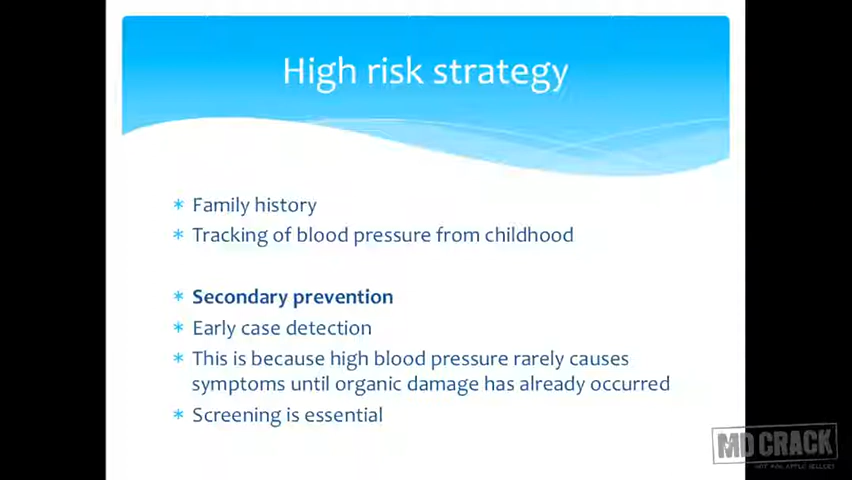 High risk strategy
* Family history
* Tracking of blood pressure from childhood
* Secondary prevention
* Early case detection
* This is because high blood pressure rarely causes
symptoms until organic damage has already occurred
* Screening is essential
MD CRACK